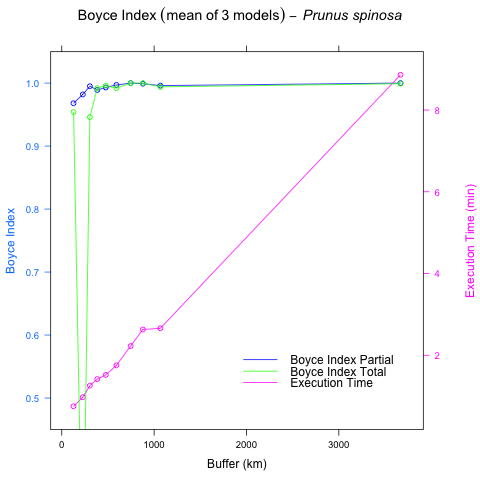 Boyce Index (mean of 3 models) – Prunus spinosa
1.0
0.9
0.8
0.7
0.6
0.5
Boyce Index
8
6
4
2
Execution Time (min)
Boyce Index Partial
Boyce Index Total
Execution Time
0
1000
2000
3000
Buffer (km)